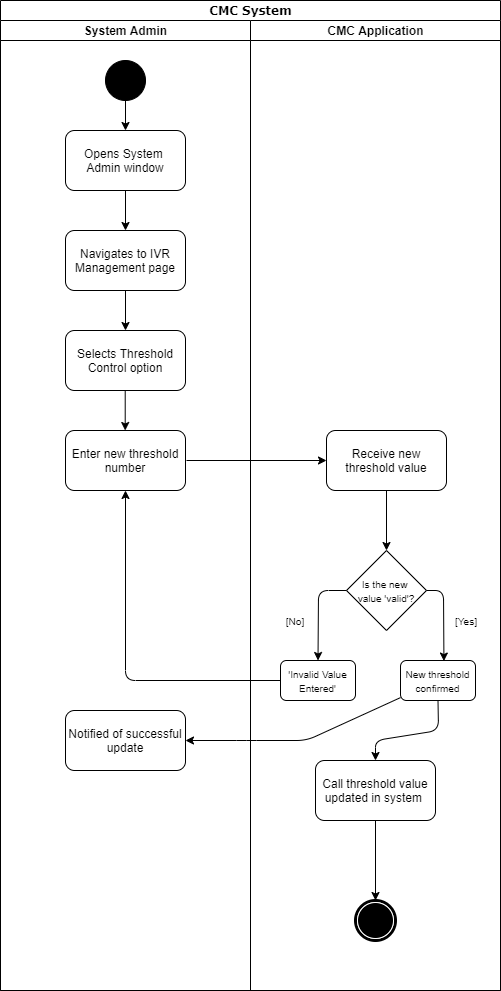 CMC System
System Admin
CMC Application
Opens System
Admin window
Navigates to IVR
Management page
Selects Threshold
Control option
Enter new threshold
number
Receive new
threshold value
Is the new
value 'valid'?
[No]
[Yes]
'Invalid Value
Entered'
New threshold
confirmed
Notified of successful
update
Call threshold value
updated in system